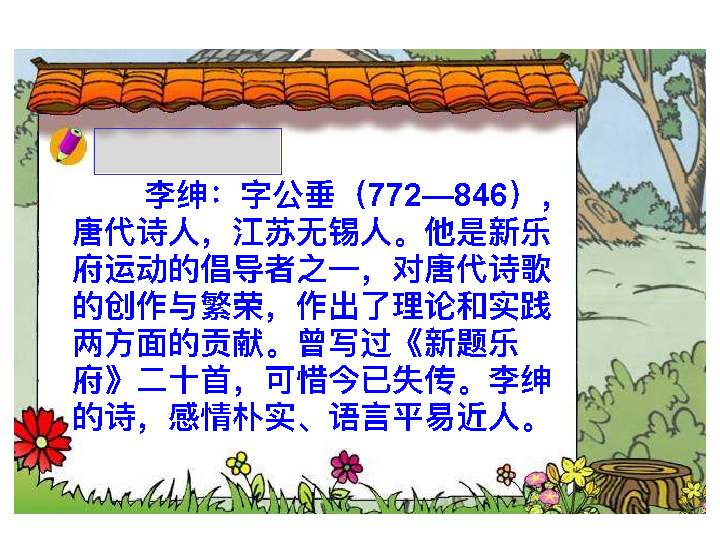 李绅：字公垂（772—846），
唐代诗人，江苏无锡人。他是新乐
府运动的倡导者之一，对唐代诗歌
的创作与繁荣，作出了理论和实践
两方面的贡献。曾写过《新题乐
府》二十首，可惜今已失传。李绅
的诗，感情朴实、语言平易近人。